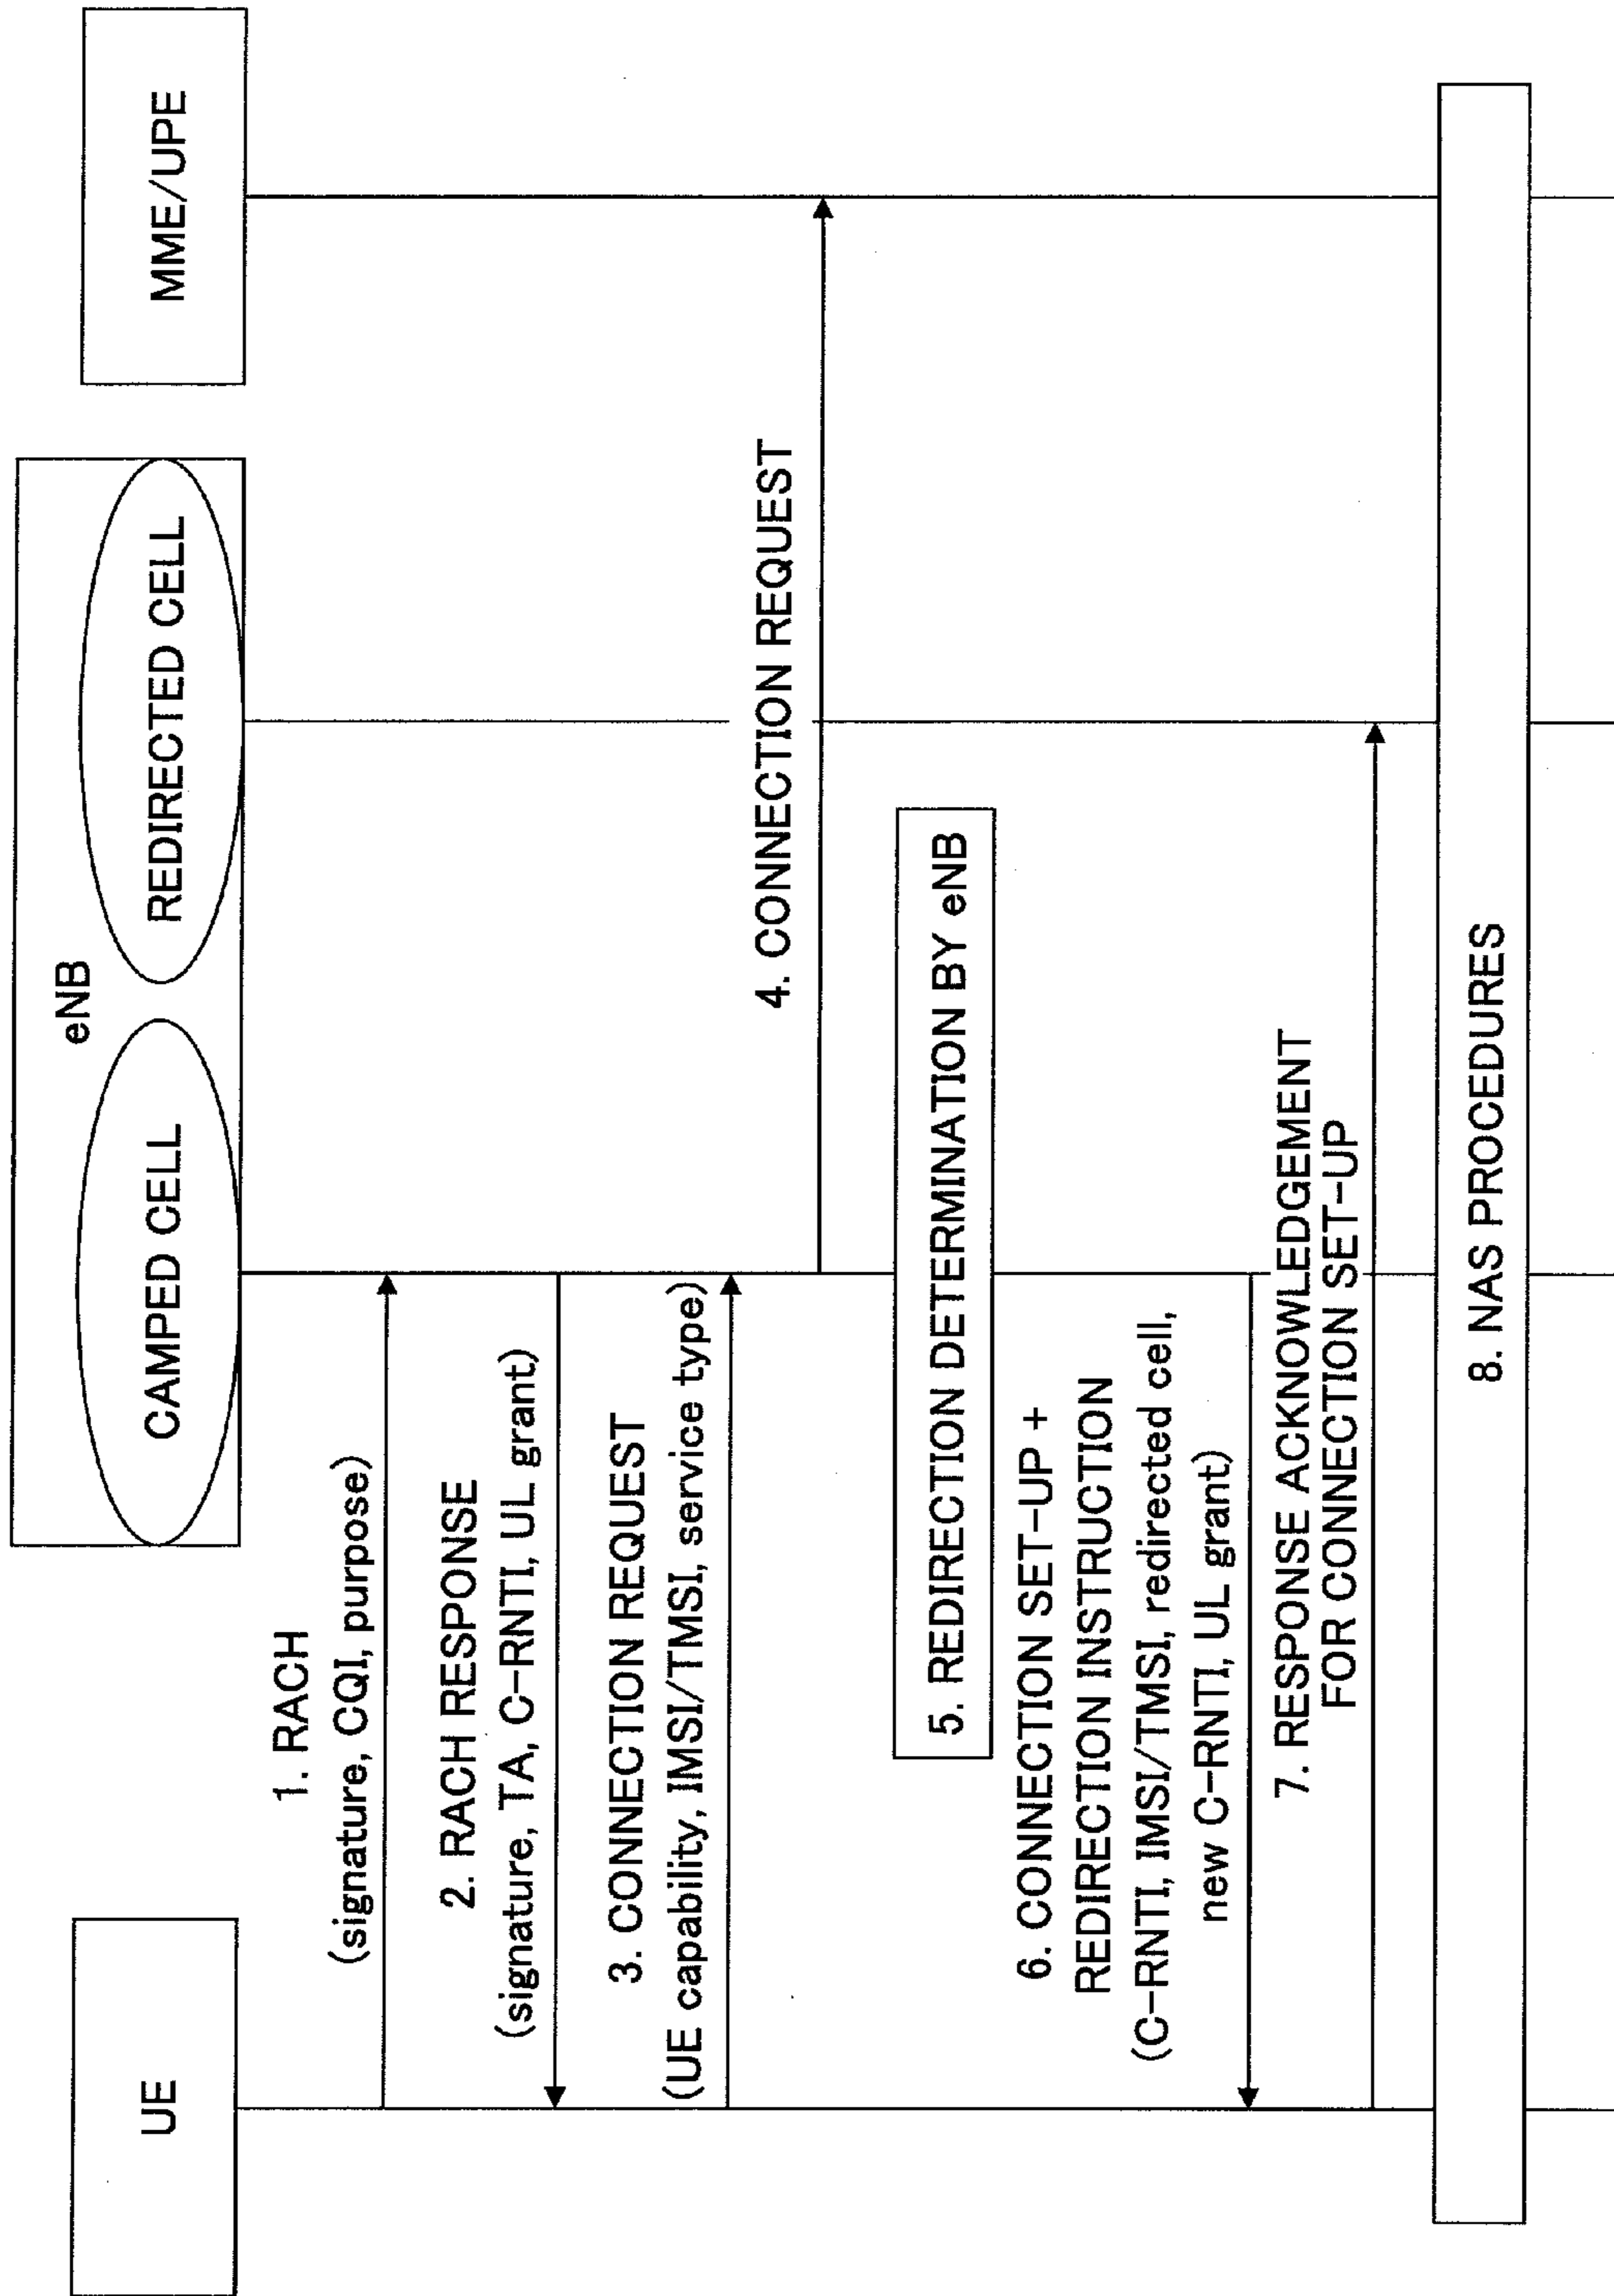 UE
eNB
CAMPED CELL
REDIRECTED CELL
MME/UPE
1. RACH
(signature, CQI, purpose)
2. RACH RESPONSE
(signature, TA, C-RNTI, UL grant)
3. CONNECTION REQUEST
(UE capability, IMSI/TMSI, service type)
4. CONNECTION REQUEST
5. REDIRECTION DETERMINATION BY eNB
6. CONNECTION SET-UP +
REDIRECTION INSTRUCTION
(C-RNTI, IMSI/TMSI, redirected cell,
new C-RNTI, UL grant)
7. RESPONSE ACKNOWLEDGEMENT
FOR CONNECTION SET-UP
8. NAS PROCEDURES